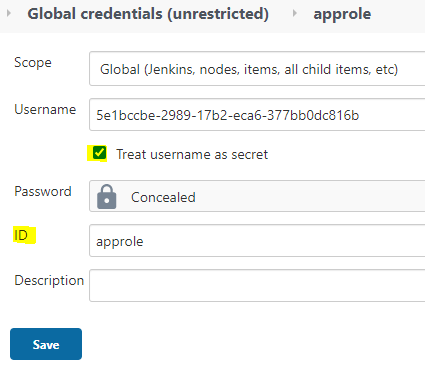 Global credentials (unrestricted) approle
Scope Global (Jenkins, nodes, items, all child items, etc)
Username 5e1bccbe-2989-17b2-eca6-377bb0dc816b
Treat username as secret
Password Concealed
ID approle
Description
Save